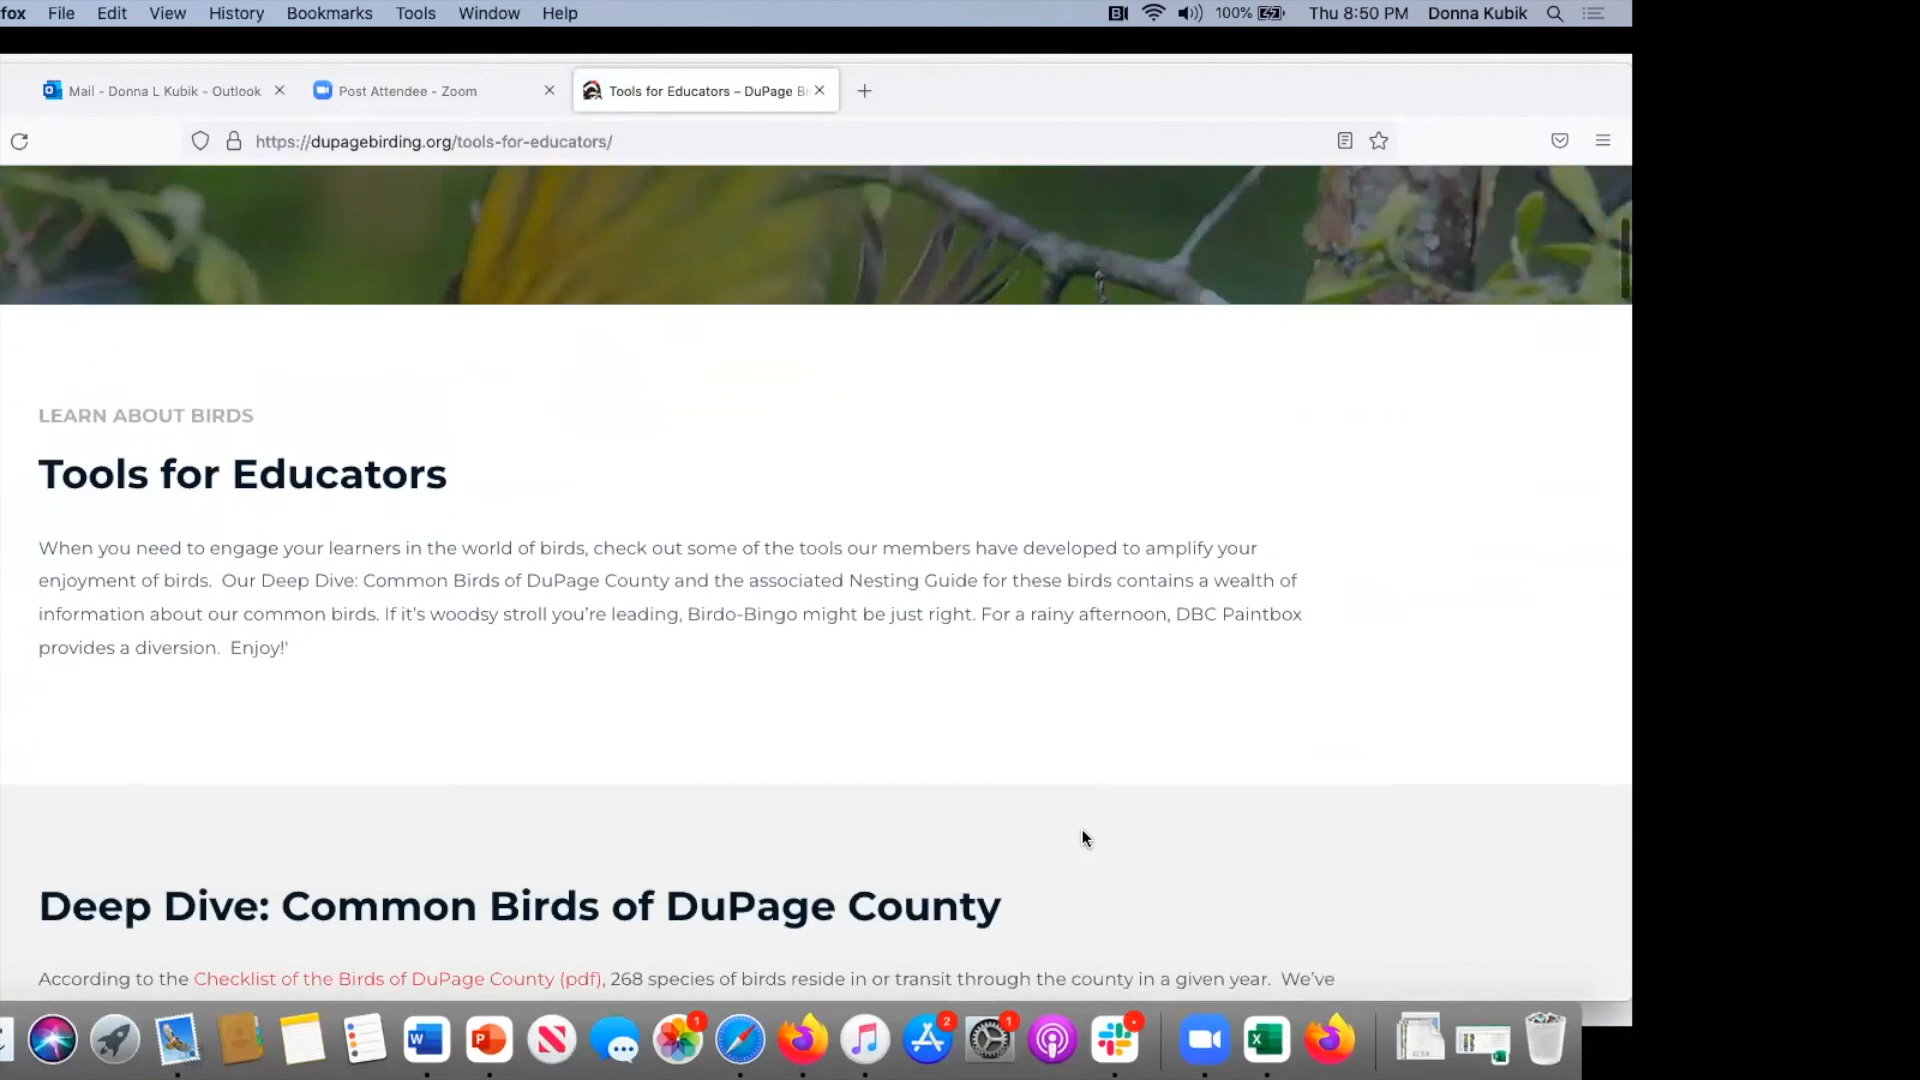 fox File Edit View History Bookmarks Tools Window Help 100% Thu 8:50 PM Donna Kubik
Mail - Donna L Kubik - Outlook Post Attendee - Zoom Tools for Educators – DuPage B
https://dupagebirding.org/tools-for-educators/
LEARN ABOUT BIRDS
Tools for Educators
When you need to engage your learners in the world of birds, check out some of the tools our members have developed to amplify your
enjoyment of birds. Our Deep Dive: Common Birds of DuPage County and the associated Nesting Guide for these birds contains a wealth of
information about our common birds. If it’s woodsy stroll you’re leading, Birdo-Bingo might be just right. For a rainy afternoon, DBC Paintbox
provides a diversion. Enjoy!'
Deep Dive: Common Birds of DuPage County
According to the Checklist of the Birds of DuPage County (pdf), 268 species of birds reside in or transit through the county in a given year. We’ve
1 2 1
W P N X XLSX